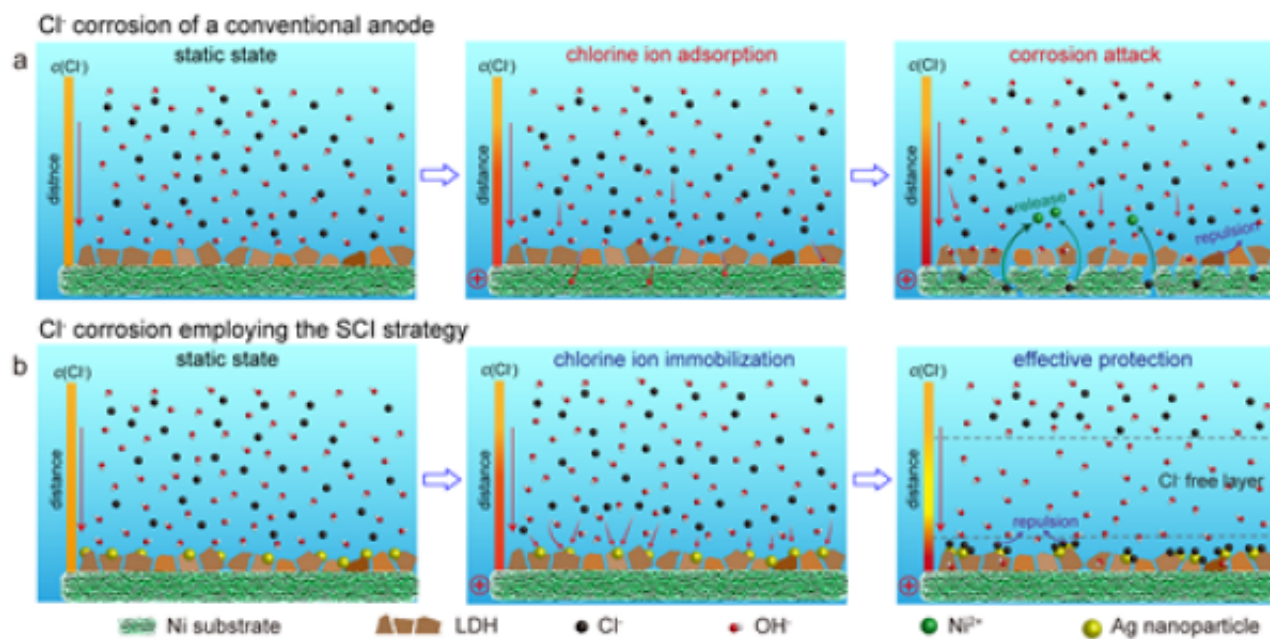 Cl⁻ corrosion of a conventional anode
a
c(Cl⁻)
static state
distnce
c(Cl⁻)
chlorine ion adsorption
distance
c(Cl⁻)
corrosion attack
distance
release
repulsion
Cl⁻ corrosion employing the SCI strategy
b
c(Cl⁻)
static state
distance
c(Cl⁻)
chlorine ion immobilization
distance
c(Cl⁻)
effective protection
distance
Cl⁻ free layer
repulsion
Ni substrate
LDH
Cl⁻
OH⁻
Ni²⁺
Ag nanoparticle